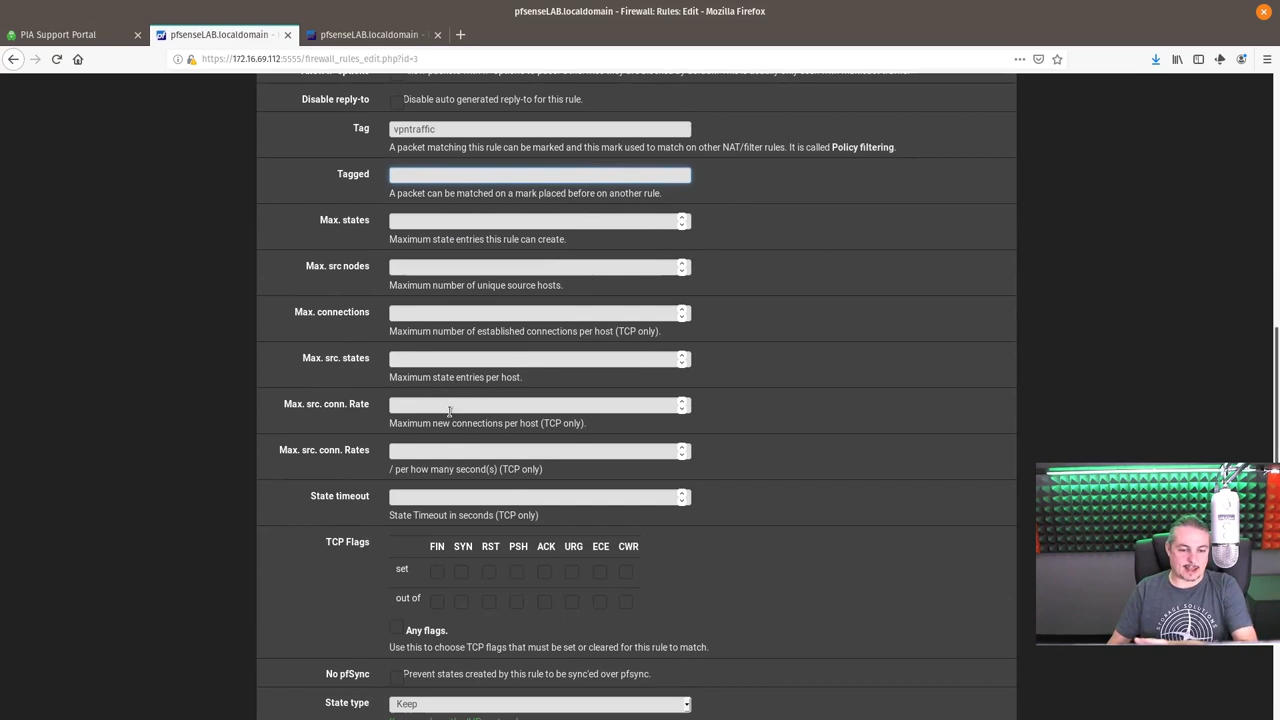 pfsenseLAB.localdomain - Firewall: Rules: Edit - Mozilla Firefox
PIA Support Portal
pfsenseLAB.localdomain -
pfsenseLAB.localdomain -
https://172.16.69.112:5555/firewall_rules_edit.php?id=3
Disable reply-to
Disable auto generated reply-to for this rule.
Tag
vpntraffic
A packet matching this rule can be marked and this mark used to match on other NAT/filter rules. It is called Policy filtering.
Tagged
A packet can be matched on a mark placed before on another rule.
Max. states
Maximum state entries this rule can create.
Max. src nodes
Maximum number of unique source hosts.
Max. connections
Maximum number of established connections per host (TCP only).
Max. src. states
Maximum state entries per host.
Max. src. conn. Rate
Maximum new connections per host (TCP only).
Max. src. conn. Rates
/ per how many second(s) (TCP only)
State timeout
State Timeout in seconds (TCP only)
TCP Flags
FIN SYN RST PSH ACK URG ECE CWR
set
out of
Any flags.
Use this to choose TCP flags that must be set or cleared for this rule to match.
No pfSync
Prevent states created by this rule to be sync'ed over pfsync.
State type
Keep
STORAGE SOLUTIONS